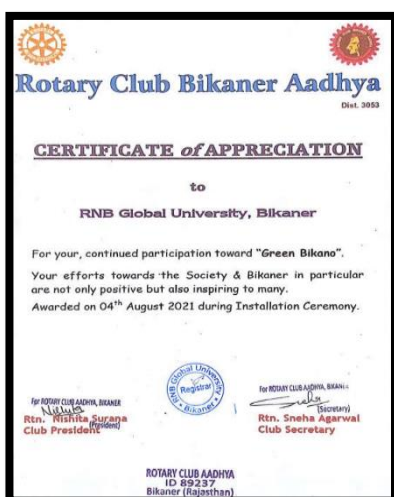 Rotary Club Bikaner Aadhya
Dist. 3053
CERTIFICATE of APPRECIATION
to
RNB Global University, Bikaner
For your, continued participation toward "Green Bikano".
Your efforts towards the Society & Bikaner in particular
are not only positive but also inspiring to many.
Awarded on 04th August 2021 during Installation Ceremony.
RNB Global University
Registrar
Bikaner
For ROTARY CLUB AADHYA, BIKANER
(President)
Rtn. Nishita Surana
Club President
For ROTARY CLUB AADHYA, BIKANER
Sneha
(Secretary)
Rtn. Sneha Agarwal
Club Secretary
ROTARY CLUB AADHYA
ID 89237
Bikaner (Rajasthan)